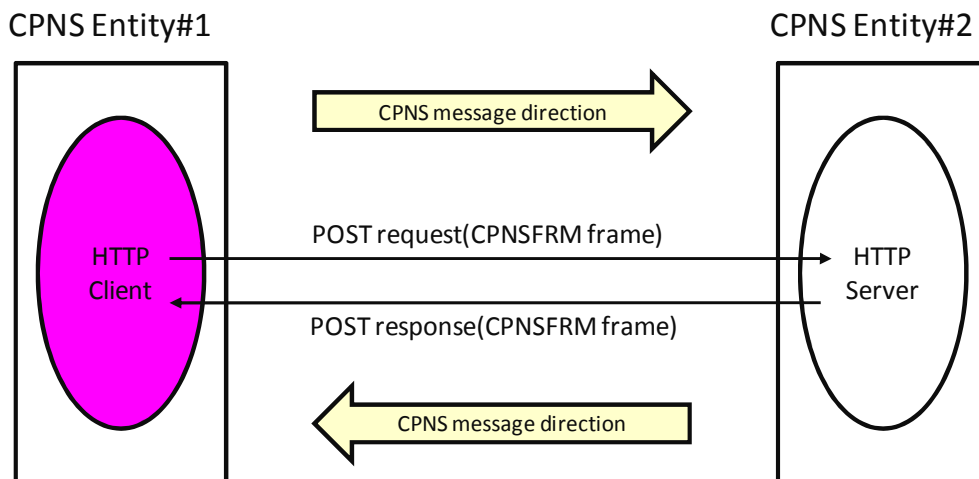 CPNS Entity#1
CPNS Entity#2
CPNS message direction
POST request(CPNSFRM frame)
HTTP
Client
HTTP
Server
POST response(CPNSFRM frame)
CPNS message direction